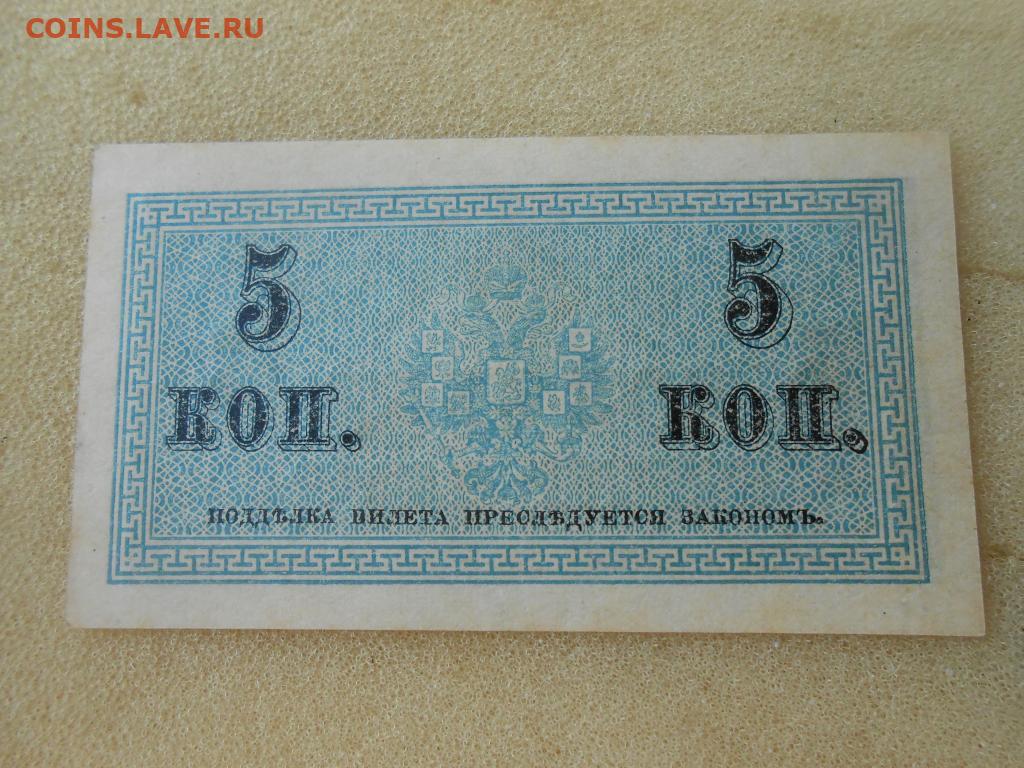 COINS.LAVE.RU
5 5
КОП. КОП.
ПОДДѢЛКА БИЛЕТА ПРЕСЛѢДУЕТСЯ ЗАКОНОМЪ.